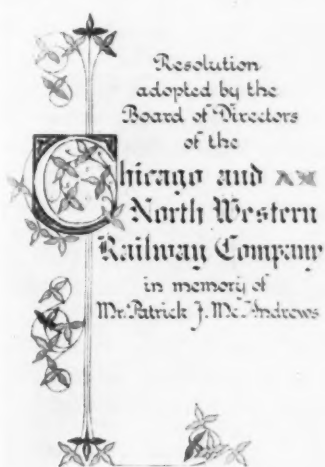 Resolution
adopted by the
Board of Directors
of the
Chicago and
North Western
Railway Company
in memory of
Mr. Patrick J. McAndrews